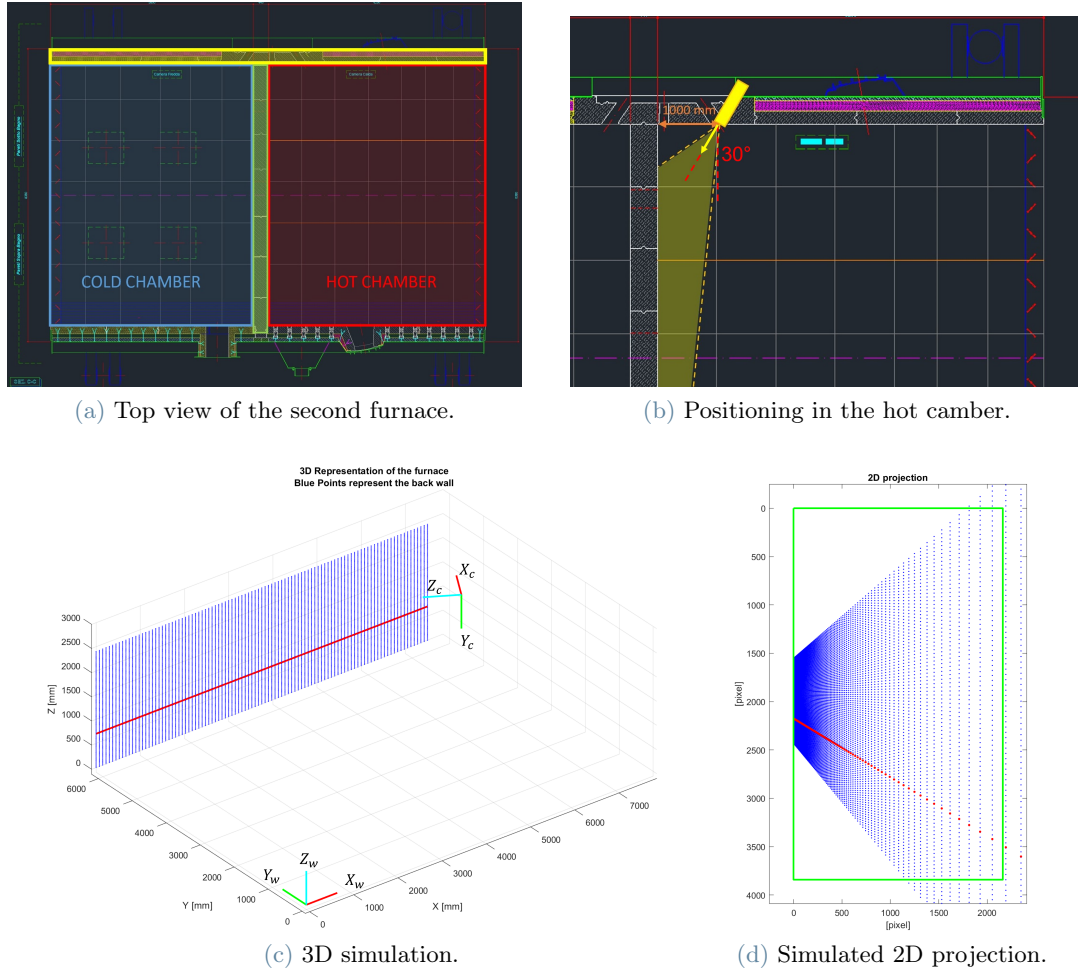 COLD CHAMBER
HOT CHAMBER
1000 mm
30°
(a) Top view of the second furnace.
(b) Positioning in the hot camber.
3D Representation of the furnace
Blue Points represent the back wall
3000
2500
2000
1500
1000
500
0
Z [mm]
6000
5000
4000
3000
2000
1000
0
Y [mm]
0
1000
2000
3000
4000
5000
6000
7000
X [mm]
X_c
Z_c
Y_c
Z_w
Y_w
X_w
2D projection
0
500
1000
1500
2000
2500
3000
3500
4000
[pixel]
0
500
1000
1500
2000
[pixel]
(c) 3D simulation.
(d) Simulated 2D projection.